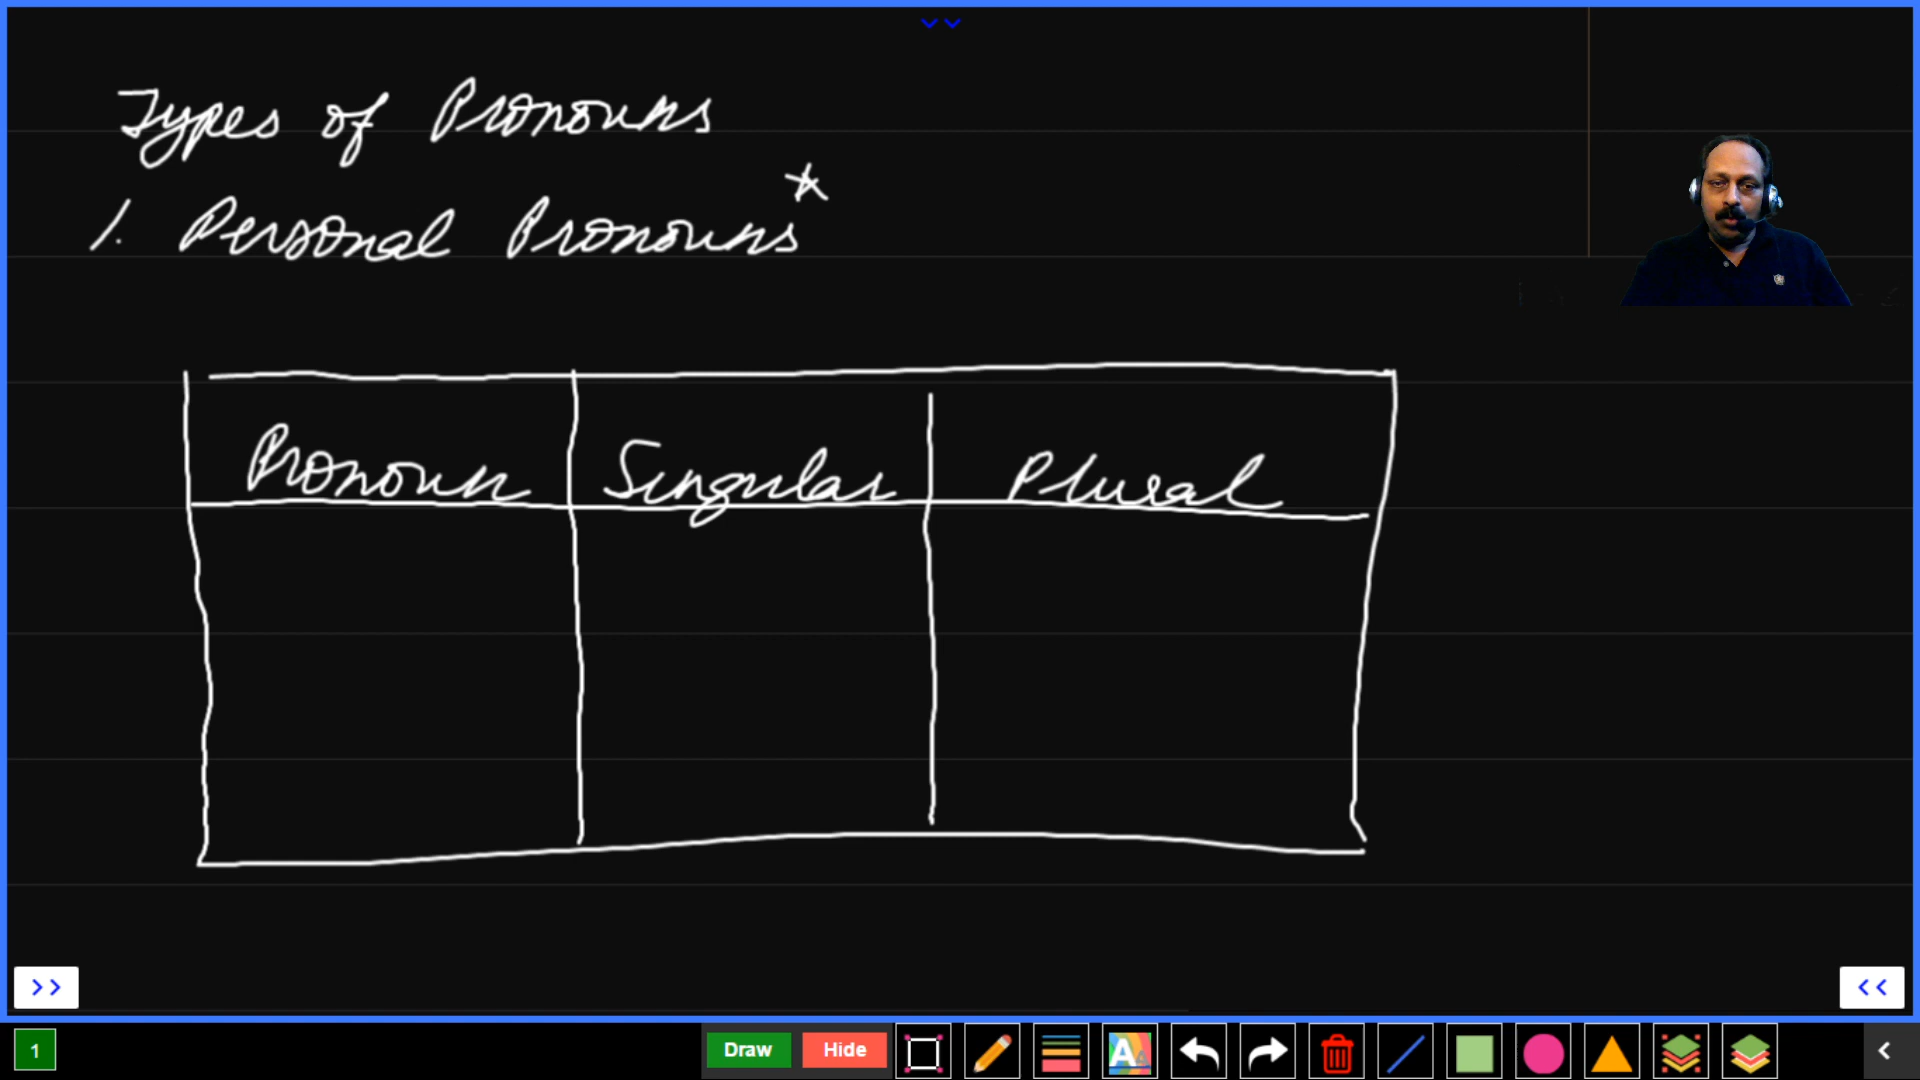 Types of Pronouns
1. Personal Pronouns*
Pronoun Singular Plural
>> <<
1 Draw Hide A A <